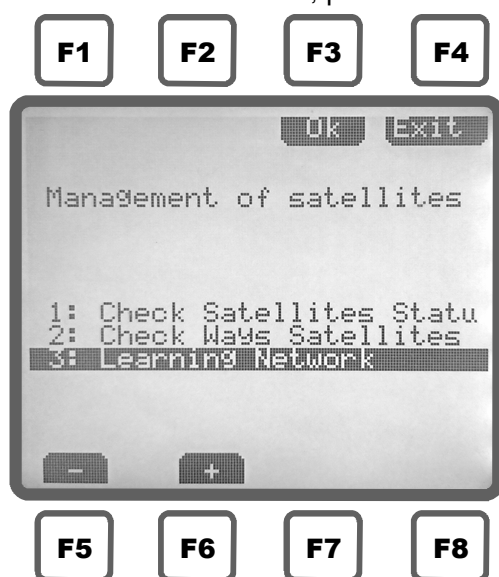 F1 F2 F3 F4
Ok Exit
Management of satellites
1: Check Satellites Statu
2: Check Ways Satellites
3: Learning Network
- +
F5 F6 F7 F8